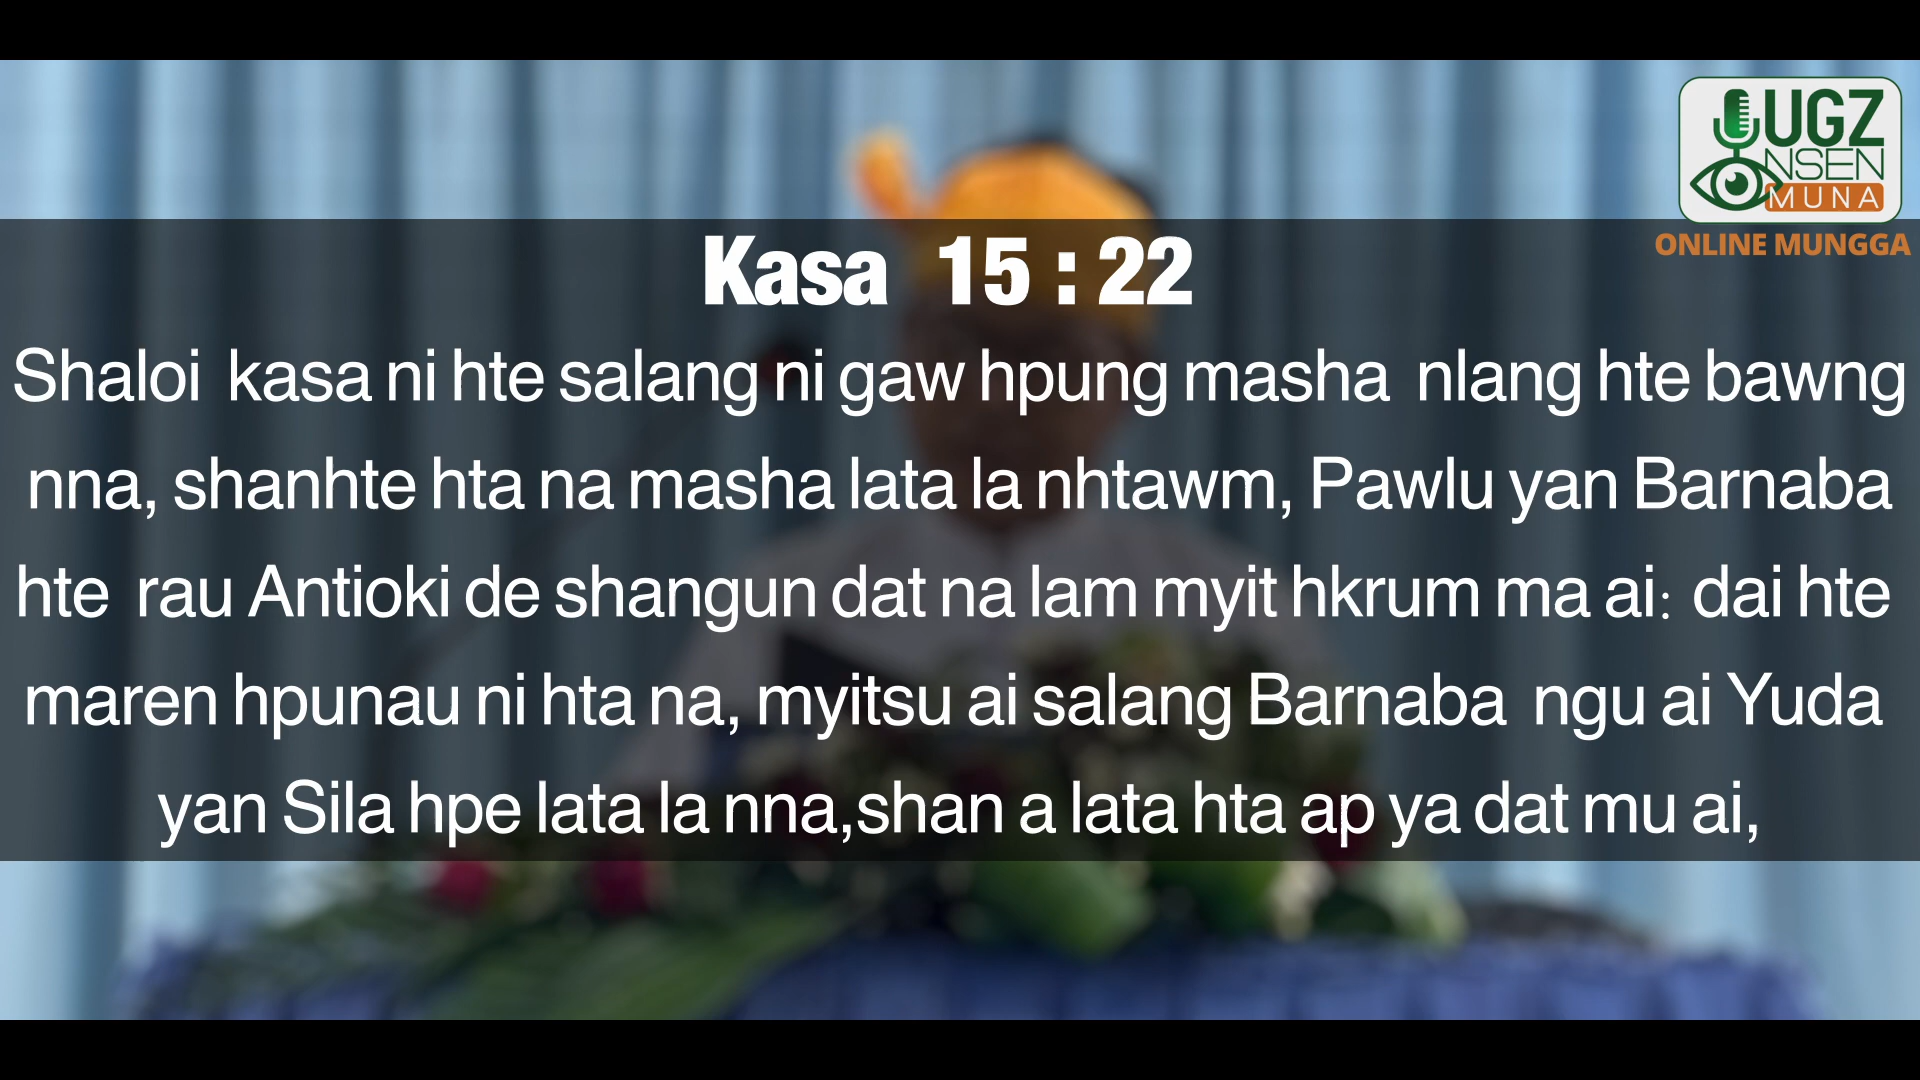 UGZ
NSEN
MUNA
ONLINE MUNGGA
Kasa 15 : 22
Shaloi kasa ni hte salang ni gaw hpung masha nlang hte bawng
nna, shanhte hta na masha lata la nhtawm, Pawlu yan Barnaba
hte rau Antioki de shangun dat na lam myit hkrum ma ai: dai hte
maren hpunau ni hta na, myitsu ai salang Barnaba ngu ai Yuda
yan Sila hpe lata la nna,shan a lata hta ap ya dat mu ai,